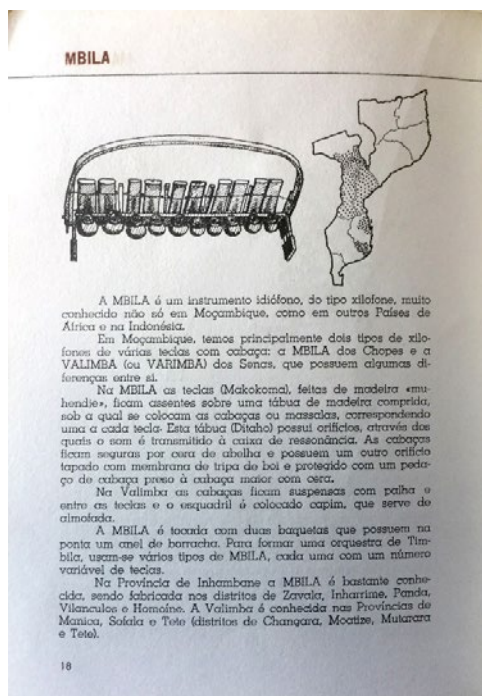 MBILA
A MBILA é um instrumento idiófono, do tipo xilofone, muito
conhecido não só em Moçambique, como em outros Países de
África e na Indonésia.
Em Moçambique, temos principalmente dois tipos de xilo-
fones de várias teclas com cabaça: a MBILA dos Chopes e a
VALIMBA (ou VARIMBA) dos Senas, que possuem algumas di-
ferenças entre si.
Na MBILA as teclas (Makokoma), feitas de madeira «mu-
hendje», ficam assentes sobre uma tábua de madeira comprida,
sob a qual se colocam as cabaças ou massalas, correspondendo
uma a cada tecla. Esta tábua (Ditaho) possui orifícios, através dos
quais o som é transmitido à caixa de ressonância. As cabaças
ficam seguras por cera de abelha e possuem um outro orifício
tapado com membrana de tripa de boi e protegido com um peda-
ço de cabaça preso à cabaça maior com cera.
Na Valimba as cabaças ficam suspensas com palha e
entre as teclas e o esquadril é colocado capim, que serve de
almofada.
A MBILA é tocada com duas baquetas que possuem na
ponta um anel de borracha. Para formar uma orquestra de Tim-
bila, usam-se vários tipos de MBILA, cada uma com um número
variável de teclas.
Na Província de Inhambane a MBILA é bastante conhe-
cida, sendo fabricada nos distritos de Zavala, Inharrime, Panda,
Vilanculos e Homoíne. A Valimba é conhecida nas Províncias de
Manica, Sofala e Tete (distritos de Changara, Moatize, Mutarara
e Tete).
18